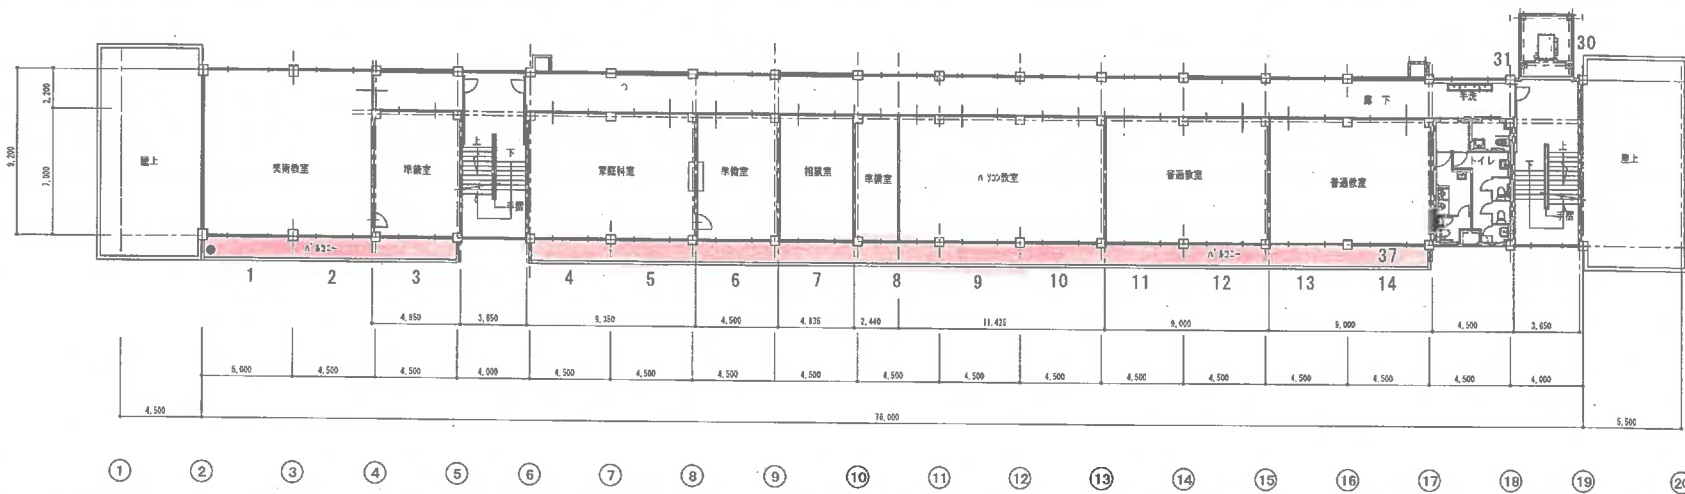 30
31
廊下
手洗
2,200
9,200
7,000
屋上
美術教室
準備室
上
下
手摺
家庭科室
準備室
相談室
準備室
パソコン教室
普通教室
普通教室
トイレ
下
上
手摺
屋上
バルコニー
バルコニー
37
1 2 3 4 5 6 7 8 9 10 11 12 13 14
4,850 3,650 9,350 4,500 4,835 2,440 11,425 9,000 9,000 4,500 3,650
5,000 4,500 4,500 4,000 4,500 4,500 4,500 4,500 4,500 4,500 4,500 4,500 4,500 4,500 4,500 4,500 4,000
4,500 76,000 5,500
① ② ③ ④ ⑤ ⑥ ⑦ ⑧ ⑨ ⑩ ⑪ ⑫ ⑬ ⑭ ⑮ ⑯ ⑰ ⑱ ⑲ ⑳